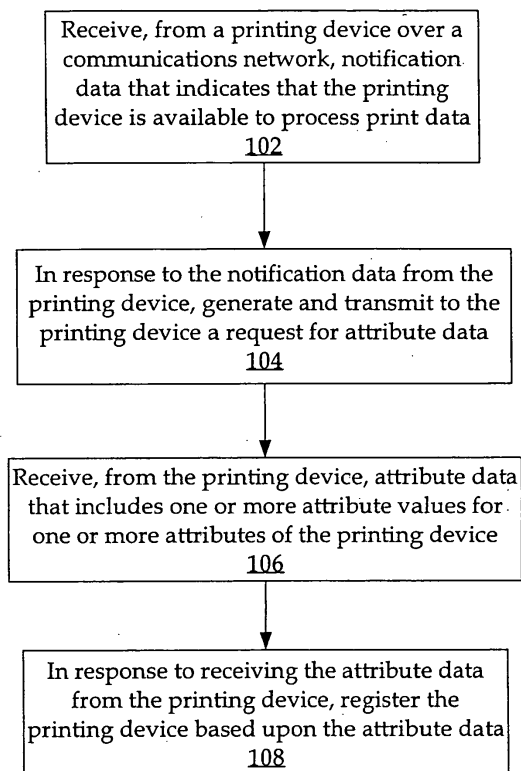 Receive, from a printing device over a
communications network, notification
data that indicates that the printing
device is available to process print data
102
In response to the notification data from the
printing device, generate and transmit to the
printing device a request for attribute data
104
Receive, from the printing device, attribute data
that includes one or more attribute values for
one or more attributes of the printing device
106
In response to receiving the attribute data
from the printing device, register the
printing device based upon the attribute data
108